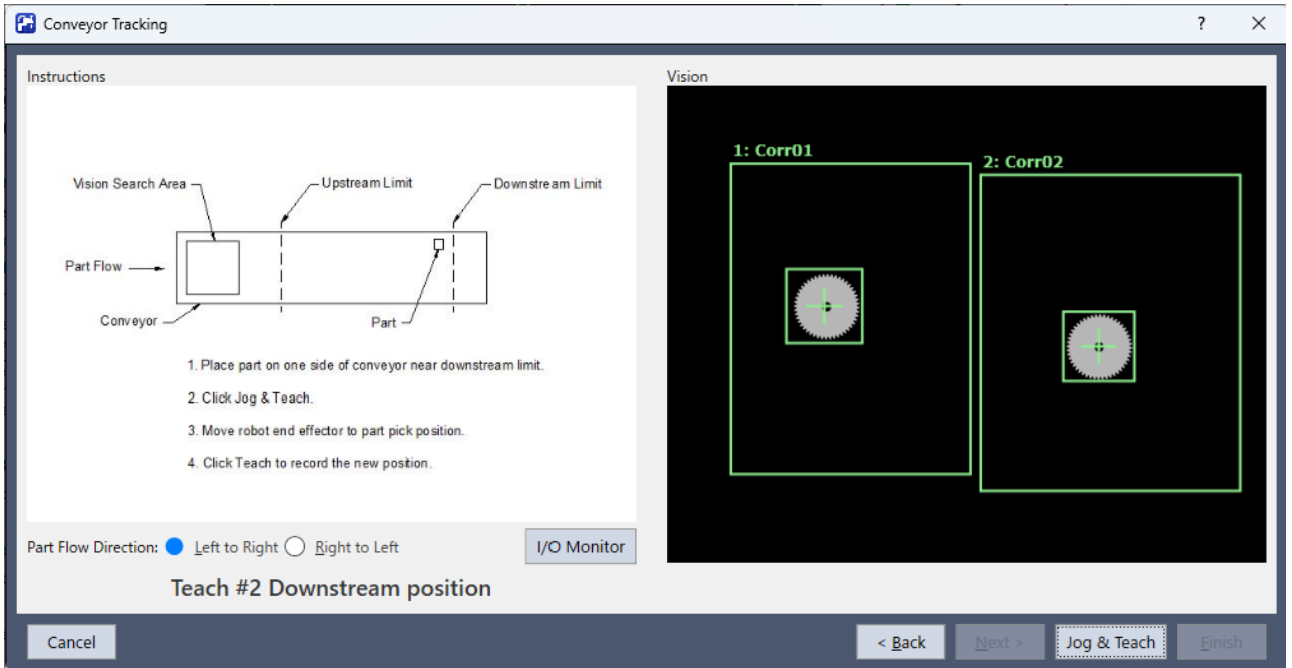 Conveyor Tracking
?
Instructions
Vision
Vision Search Area
Upstream Limit
Downstream Limit
Part Flow
Conveyor
Part
1. Place part on one side of conveyor near downstream limit.
2. Click Jog & Teach.
3. Move robot end effector to part pick position.
4. Click Teach to record the new position.
1: Corr01
2: Corr02
Part Flow Direction: Left to Right Right to Left
I/O Monitor
Teach #2 Downstream position
Cancel
< Back
Next >
Jog & Teach
Finish